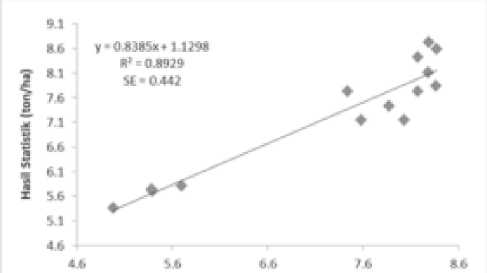 9.1
8.6
8.1
7.6
7.1
6.6
6.1
5.6
5.1
4.6
Hasil Statistik (ton/ha)
y = 0.8385x + 1.1298
R² = 0.8929
SE = 0.442
4.6 5.6 6.6 7.6 8.6